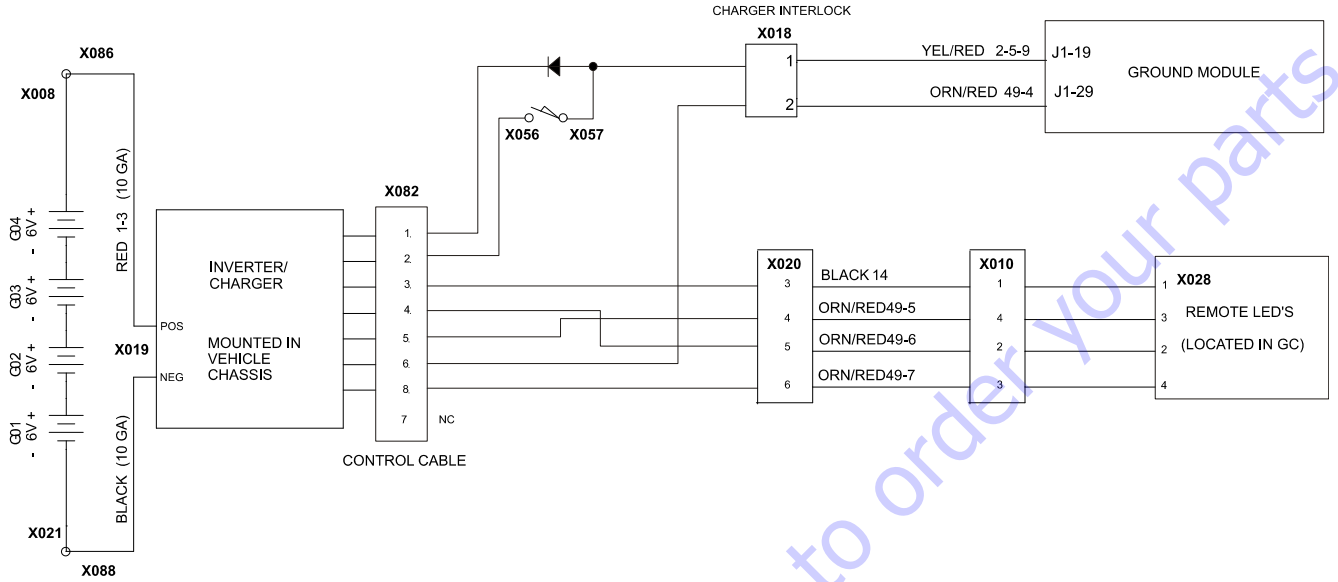 CHARGER INTERLOCK
X018
X086
X008
YEL/RED 2-5-9
J1-19
1
GROUND MODULE
ORN/RED 49-4
J1-29
2
X056
X057
RED 1-3 (10 GA)
X082
G04
6V
+
-
G03
6V
+
-
G02
6V
+
-
G01
6V
+
-
INVERTER/
CHARGER
MOUNTED IN
VEHICLE
CHASSIS
POS
X019
NEG
1.
2.
3.
4.
5.
6.
8.
7
NC
CONTROL CABLE
BLACK (10 GA)
X021
X088
X020
3
4
5
6
BLACK 14
ORN/RED49-5
ORN/RED49-6
ORN/RED49-7
X010
1
4
2
3
1
3
2
4
X028
REMOTE LED'S
(LOCATED IN GC)
to order your parts